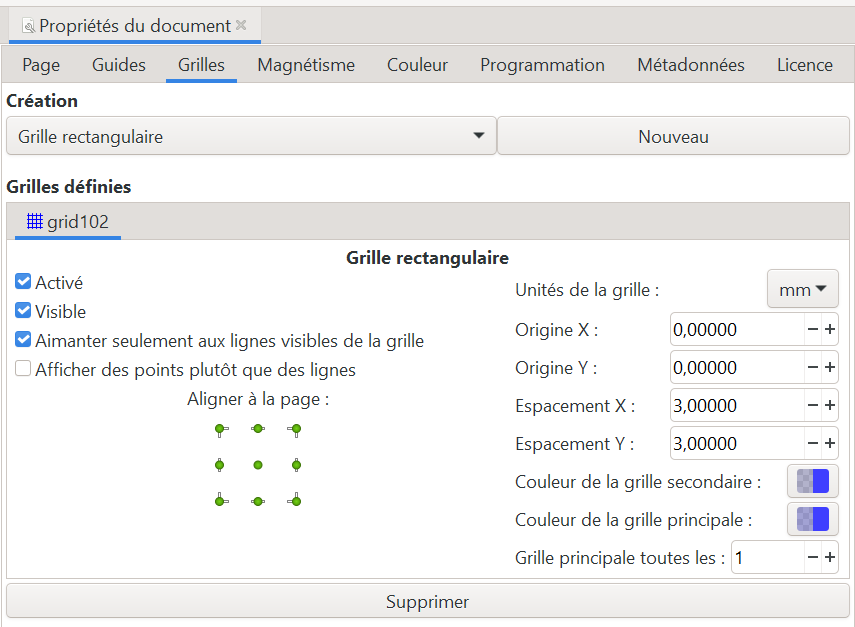 Propriétés du document
Page Guides Grilles Magnétisme Couleur Programmation Métadonnées Licence
Création
Grille rectangulaire Nouveau
Grilles définies
grid102
Grille rectangulaire
Activé
Visible
Aimanter seulement aux lignes visibles de la grille
Afficher des points plutôt que des lignes
Aligner à la page :
Unités de la grille : mm
Origine X : 0,00000
Origine Y : 0,00000
Espacement X : 3,00000
Espacement Y : 3,00000
Couleur de la grille secondaire :
Couleur de la grille principale :
Grille principale toutes les : 1
Supprimer